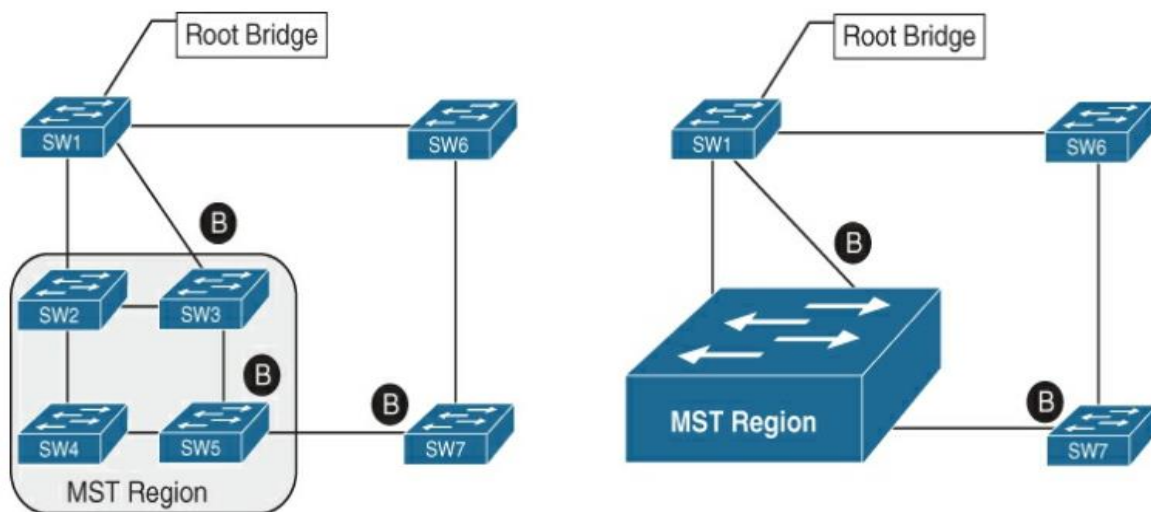 Root Bridge
SW1
SW6
B
SW2
SW3
B
B
SW4
SW5
SW7
MST Region
Root Bridge
SW1
SW6
B
MST Region
B
SW7